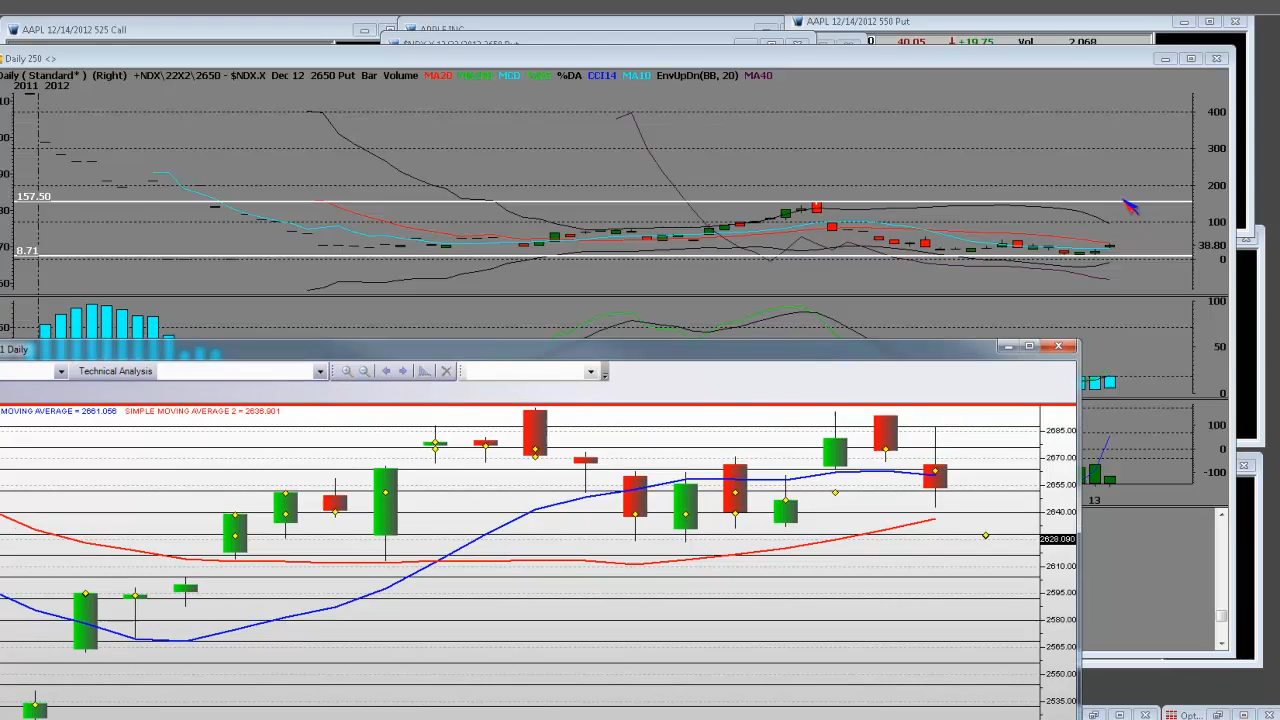 AAPL 12/14/2012 525 Call
APPLE INC
AAPL 12/14/2012 550 Put
0 40.05 +19.75 Vol 2,068
Daily 250 <>
Daily ( Standard* ) (Right) +NDX\22X2\2650 - $NDX.X Dec 12 2650 Put Bar Volume MA20 MCD %DA CCI14 MA10 EnvUpDn(BB, 20) MA40
2011 2012
400
300
157.50
200
100
38.80
8.71
0
100
50
0
1 Daily
Technical Analysis
MOVING AVERAGE = 2661.056 SIMPLE MOVING AVERAGE 2 = 2636.901
2685.00
2670.00
2655.00
2640.00
2628.090
2610.00
2595.00
2580.00
2565.00
2550.00
2535.00
100
0
-100
13
Opt...